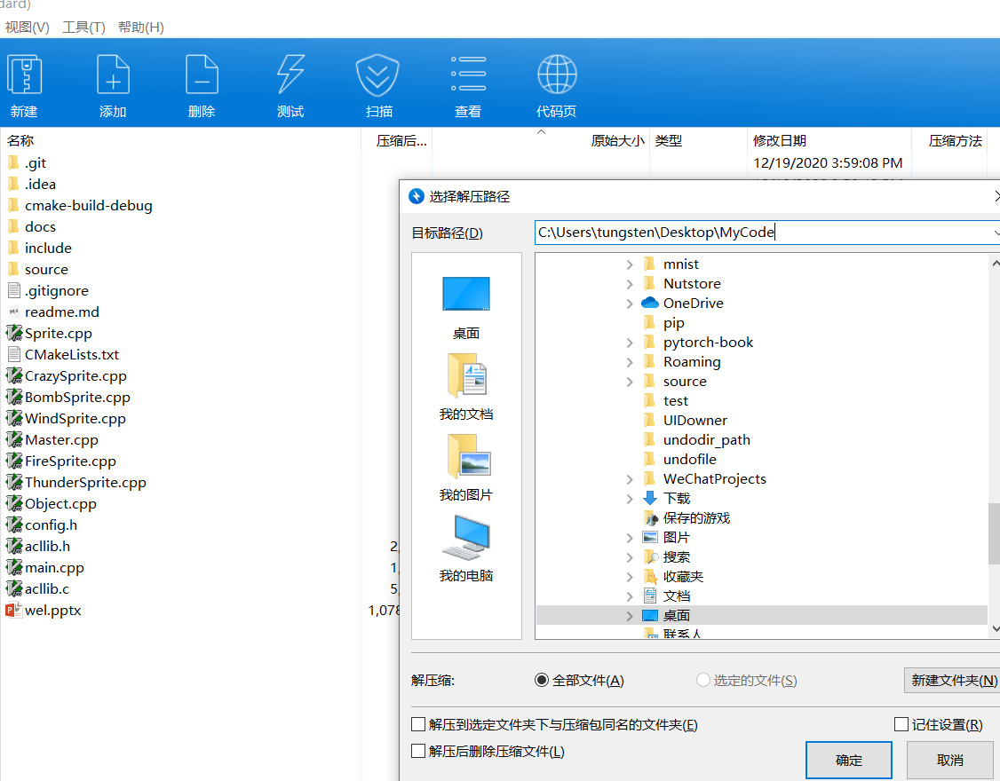 dard)
视图(V) 工具(T) 帮助(H)
新建 添加 删除 测试 扫描 查看 代码页
名称 压缩后... 原始大小 类型 修改日期 压缩方法
12/19/2020 3:59:08 PM
.git
.idea
cmake-build-debug
docs
include
source
.gitignore
readme.md
Sprite.cpp
CMakeLists.txt
CrazySprite.cpp
BombSprite.cpp
WindSprite.cpp
Master.cpp
FireSprite.cpp
ThunderSprite.cpp
Object.cpp
config.h
acllib.h 2,
main.cpp 1,
acllib.c 5,
wel.pptx 1,078
选择解压路径
目标路径(D) C:\Users\tungsten\Desktop\MyCode
桌面
我的文档
我的图片
我的电脑
mnist
Nutstore
OneDrive
pip
pytorch-book
Roaming
source
test
UIDowner
undodir_path
undofile
WeChatProjects
下载
保存的游戏
图片
搜索
收藏夹
文档
桌面
联系人
解压缩: 全部文件(A) 选定的文件(S) 新建文件夹(N)
解压到选定文件夹下与压缩包同名的文件夹(E) 记住设置(R)
解压后删除压缩文件(L)
确定 取消